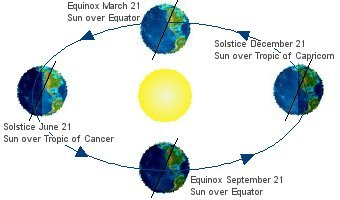 Equinox March 21
Sun over Equator
Solstice December 21
Sun over Tropic of Capricorn
Solstice June 21
Sun over Tropic of Cancer
Equinox September 21
Sun over Equator